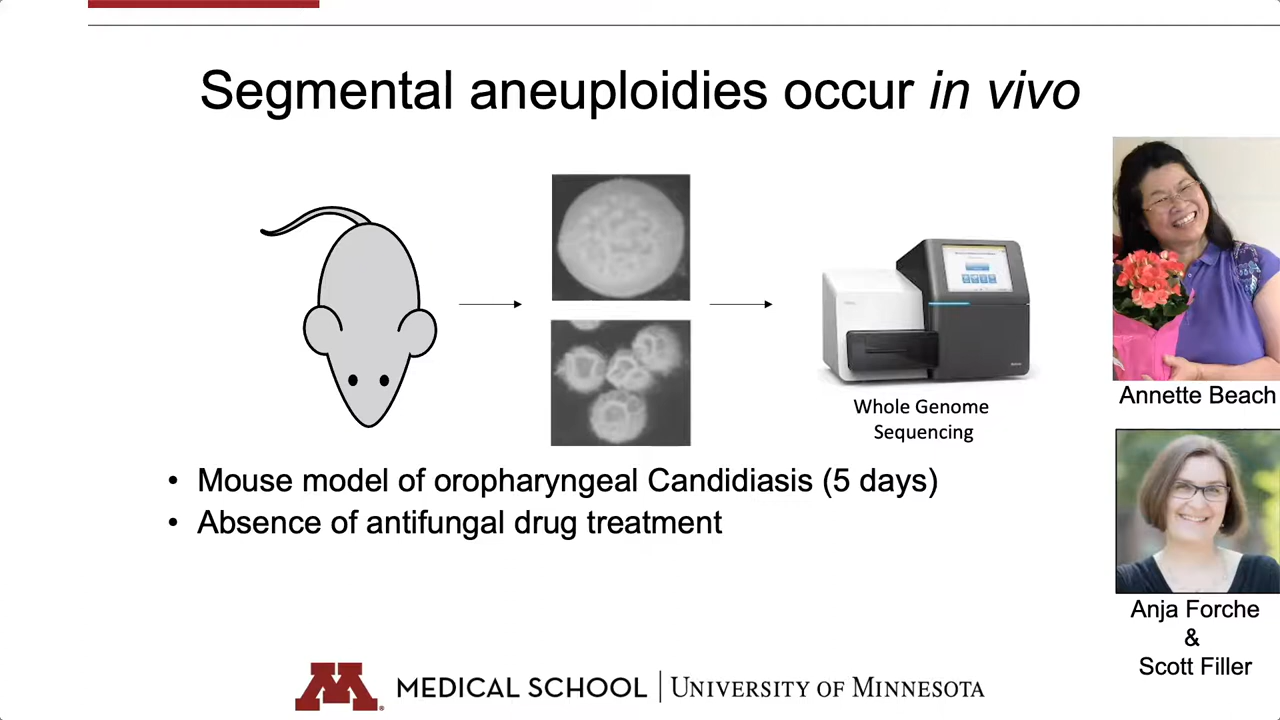 Segmental aneuploidies occur in vivo
Whole Genome
Sequencing
Annette Beach
• Mouse model of oropharyngeal Candidiasis (5 days)
• Absence of antifungal drug treatment
Anja Forche
&
Scott Filler
M MEDICAL SCHOOL | UNIVERSITY OF MINNESOTA